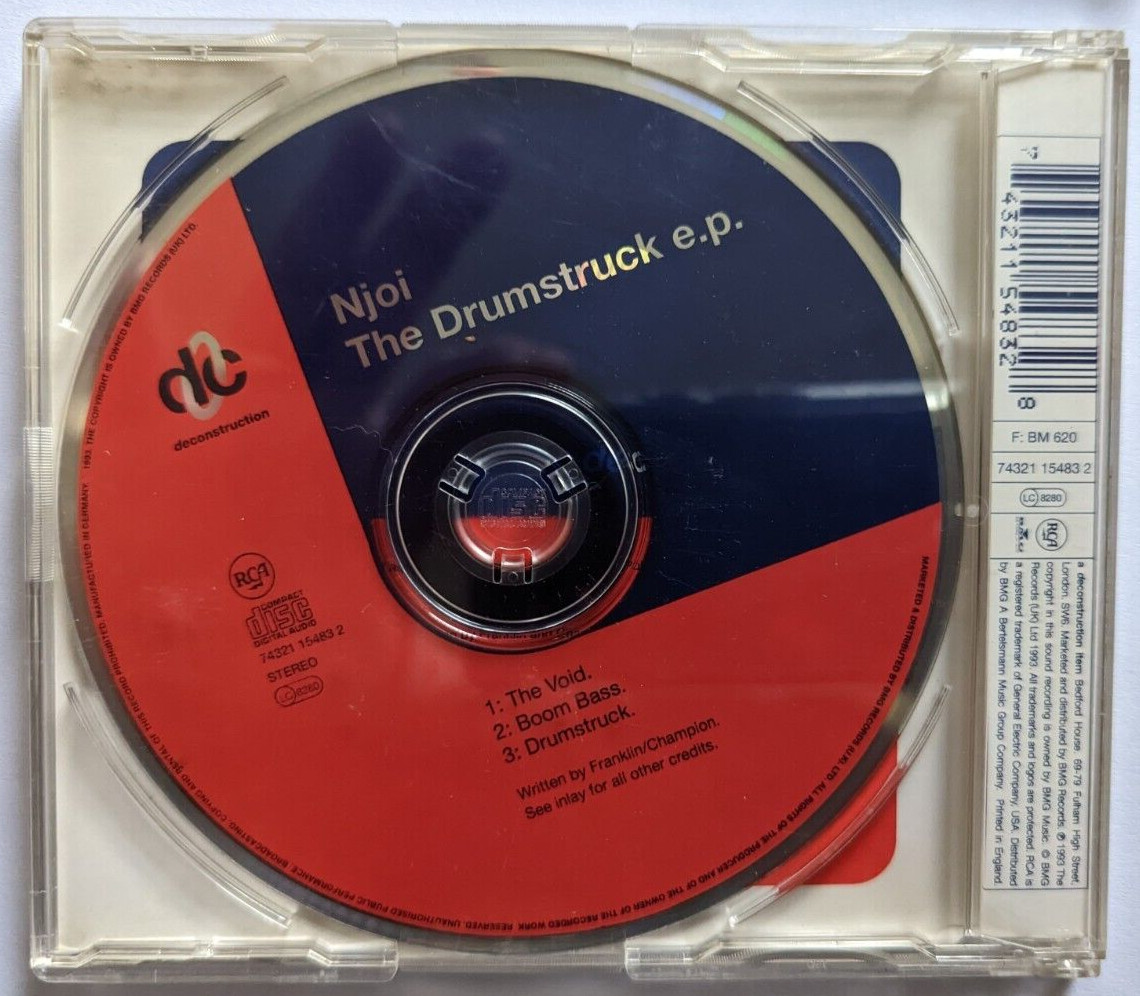 Njoi
The Drumstruck e.p.
dc
deconstruction
RCA
COMPACT
disc
DIGITAL AUDIO
74321 15483 2
STEREO
LC 8280
1: The Void.
2: Boom Bass.
3: Drumstruck.
Written by Franklin/Champion.
See inlay for all other credits.
MARKETED & DISTRIBUTED BY BMG RECORDS (UK) LTD. ALL RIGHTS OF THE PRODUCER AND OF THE OWNER OF THE RECORDED WORK RESERVED. UNAUTHORISED PUBLIC PERFORMANCE, BROADCASTING, COPYING AND RENTAL OF THIS RECORD PROHIBITED. MANUFACTURED IN GERMANY. 1993. THE COPYRIGHT IS OWNED BY BMG RECORDS (UK) LTD.
43211 54832 8
F: BM 620
74321 15483 2
LC 8280
RCA
a deconstruction item Bedford House, 69-79 Fulham High Street,
London SW6. Marketed and distributed by BMG Records. ℗ 1993 The
copyright in this sound recording is owned by BMG Music. © BMG
Records (UK) Ltd 1993. All trademarks and logos are protected. RCA is
a registered trademark of General Electric Company, USA. Distributed
by BMG A Bertelsmann Music Group Company. Printed in England.